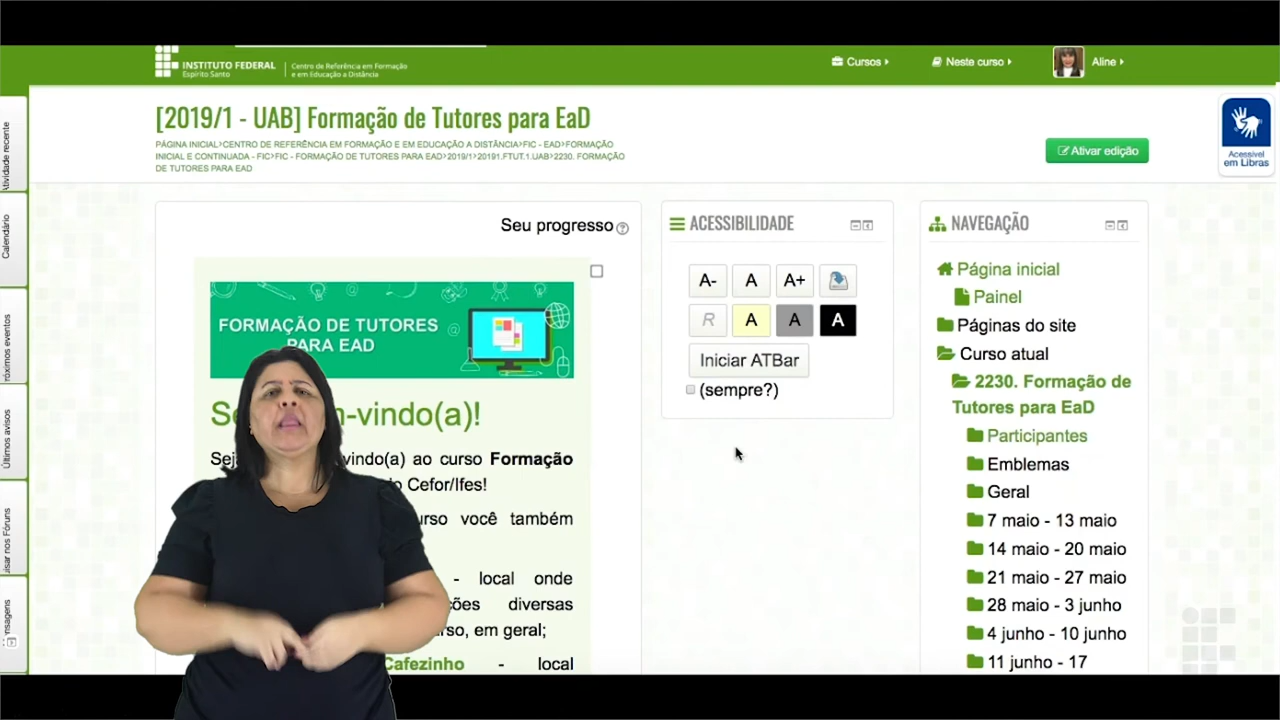 INSTITUTO FEDERAL
Espírito Santo
Centro de Referência em Formação
e em Educação a Distância
Cursos
Neste curso
Aline
[2019/1 - UAB] Formação de Tutores para EaD
PÁGINA INICIAL>CENTRO DE REFERÊNCIA EM FORMAÇÃO E EM EDUCAÇÃO A DISTÂNCIA>FIC - EAD>FORMAÇÃO
INICIAL E CONTINUADA - FIC>FIC - FORMAÇÃO DE TUTORES PARA EAD>2019/1>20191.FTUT.1.UAB>2230. FORMAÇÃO
DE TUTORES PARA EAD
Ativar edição
Acessível
em Libras
Atividade recente
Calendário
Últimos avisos
Seu progresso
FORMAÇÃO DE TUTORES
PARA EAD
-vindo(a)!
vindo(a) ao curso Formação
Cefor/Ifes!
você também
- local onde
diversas
em geral;
Cafezinho - local
ACESSIBILIDADE
A- A A+
R A A A
Iniciar ATBar
(sempre?)
NAVEGAÇÃO
Página inicial
Painel
Páginas do site
Curso atual
2230. Formação de
Tutores para EaD
Participantes
Emblemas
Geral
7 maio - 13 maio
14 maio - 20 maio
21 maio - 27 maio
28 maio - 3 junho
4 junho - 10 junho
11 junho - 17